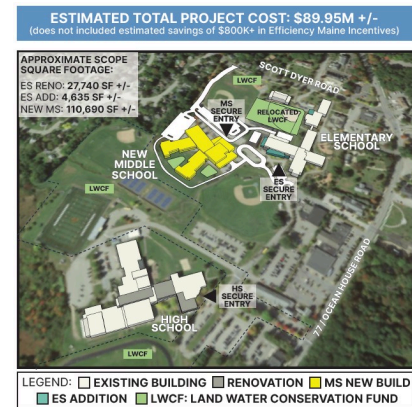 ESTIMATED TOTAL PROJECT COST: $89.95M +/-
(does not included estimated savings of $800K+ in Efficiency Maine Incentives)
APPROXIMATE SCOPE
SQUARE FOOTAGE:
ES RENO: 27,740 SF +/-
ES ADD: 4,635 SF +/-
NEW MS: 110,690 SF +/-
LWCF
SCOTT DYER ROAD
MS
SECURE
ENTRY
RELOCATED
LWCF
ELEMENTARY
SCHOOL
NEW
MIDDLE
SCHOOL
ES
SECURE
ENTRY
LWCF
77 / OCEAN HOUSE ROAD
HS
SECURE
ENTRY
HIGH
SCHOOL
LWCF
LEGEND: EXISTING BUILDING RENOVATION MS NEW BUILD
ES ADDITION LWCF: LAND WATER CONSERVATION FUND